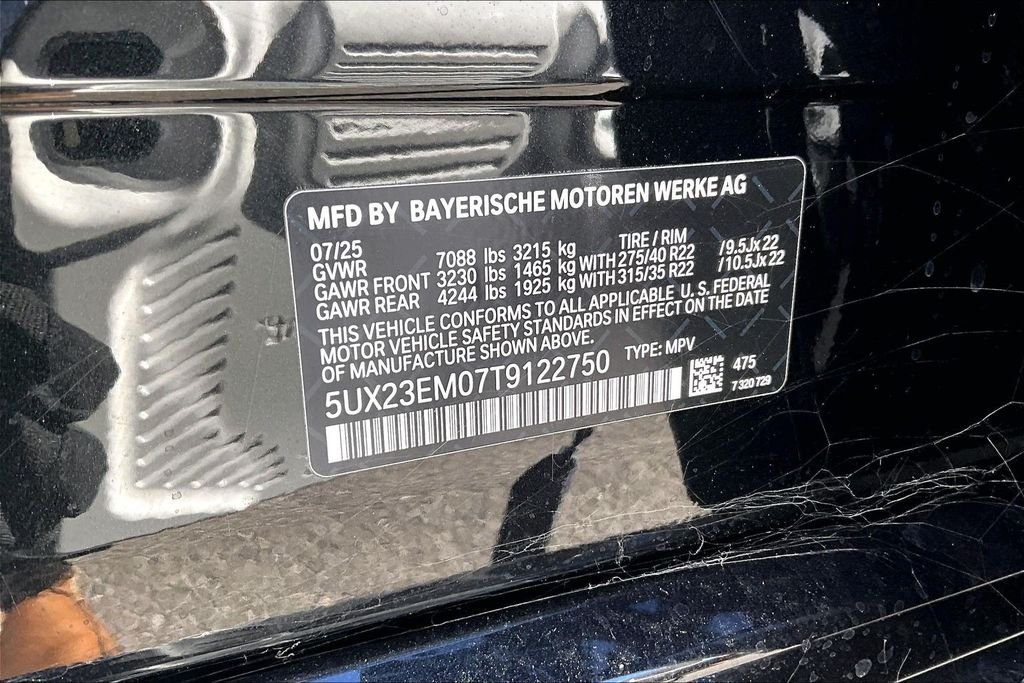 MFD BY BAYERISCHE MOTOREN WERKE AG
07/25 TIRE / RIM
GVWR 7088 lbs 3215 kg
GAWR FRONT 3230 lbs 1465 kg WITH 275/40 R22 /9.5Jx22
GAWR REAR 4244 lbs 1925 kg WITH 315/35 R22 /10.5Jx22
THIS VEHICLE CONFORMS TO ALL APPLICABLE U.S. FEDERAL
MOTOR VEHICLE SAFETY STANDARDS IN EFFECT ON THE DATE
OF MANUFACTURE SHOWN ABOVE.
TYPE: MPV
5UX23EM07T9122750
475
7320729